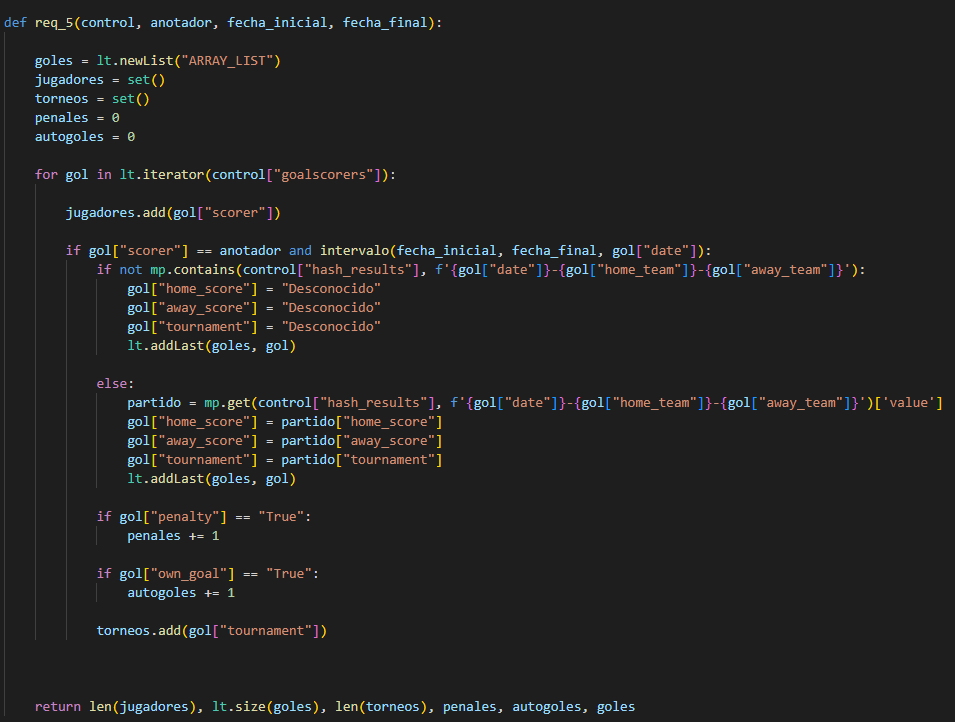 def req_5(control, anotador, fecha_inicial, fecha_final):
goles = lt.newList("ARRAY_LIST")
jugadores = set()
torneos = set()
penales = 0
autogoles = 0
for gol in lt.iterator(control["goalscorers"]):
jugadores.add(gol["scorer"])
if gol["scorer"] == anotador and intervalo(fecha_inicial, fecha_final, gol["date"]):
if not mp.contains(control["hash_results"], f'{gol["date"]}-{gol["home_team"]}-{gol["away_team"]}'):
gol["home_score"] = "Desconocido"
gol["away_score"] = "Desconocido"
gol["tournament"] = "Desconocido"
lt.addLast(goles, gol)
else:
partido = mp.get(control["hash_results"], f'{gol["date"]}-{gol["home_team"]}-{gol["away_team"]}')['value']
gol["home_score"] = partido["home_score"]
gol["away_score"] = partido["away_score"]
gol["tournament"] = partido["tournament"]
lt.addLast(goles, gol)
if gol["penalty"] == "True":
penales += 1
if gol["own_goal"] == "True":
autogoles += 1
torneos.add(gol["tournament"])
return len(jugadores), lt.size(goles), len(torneos), penales, autogoles, goles